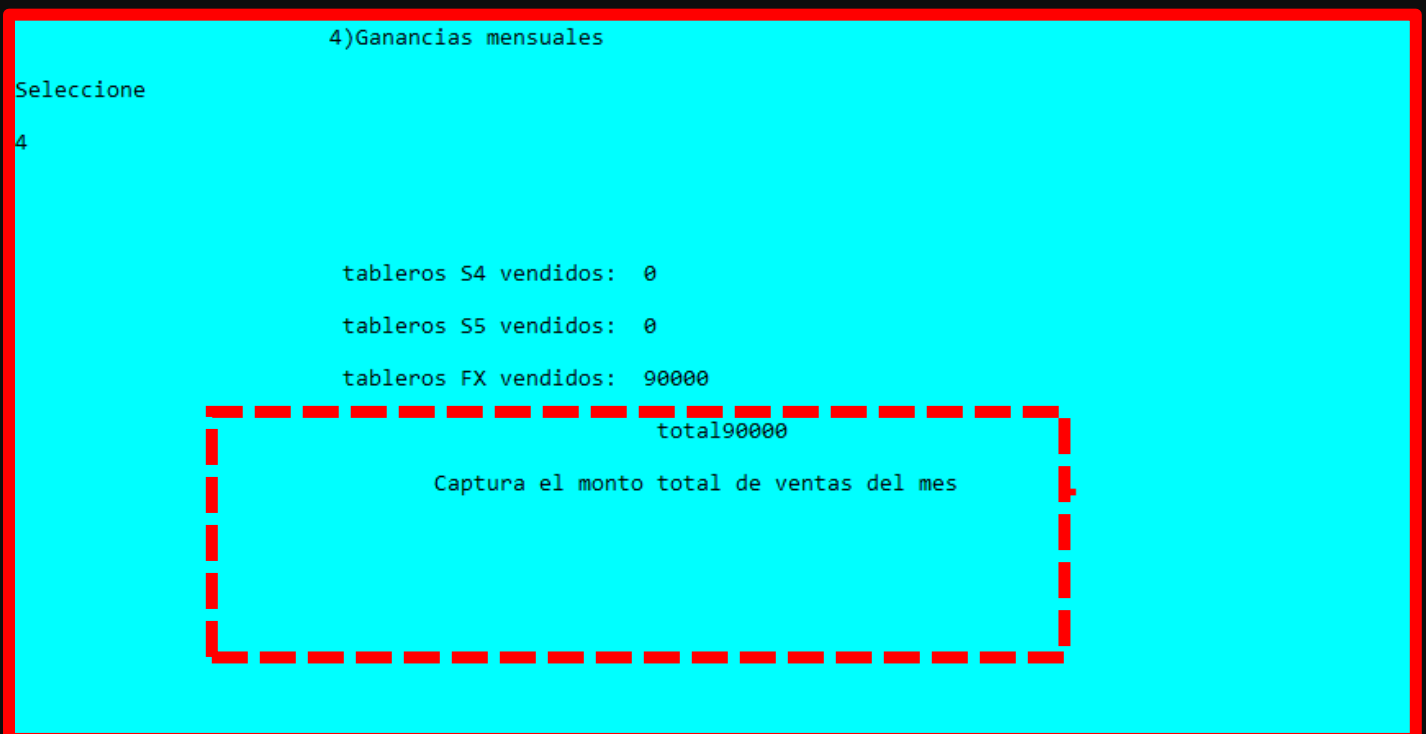 4)Ganancias mensuales
Seleccione
4
tableros S4 vendidos: 0
tableros S5 vendidos: 0
tableros FX vendidos: 90000
total90000
Captura el monto total de ventas del mes